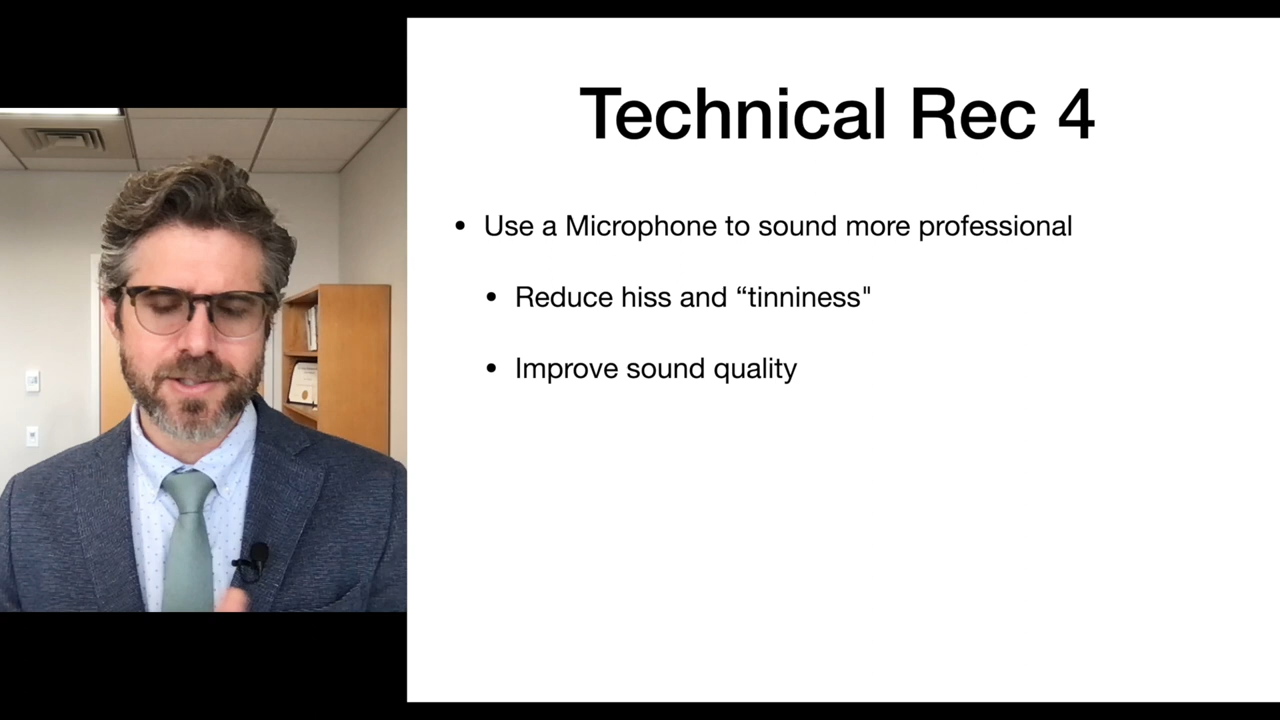 Technical Rec 4
• Use a Microphone to sound more professional
• Reduce hiss and “tinniness"
• Improve sound quality